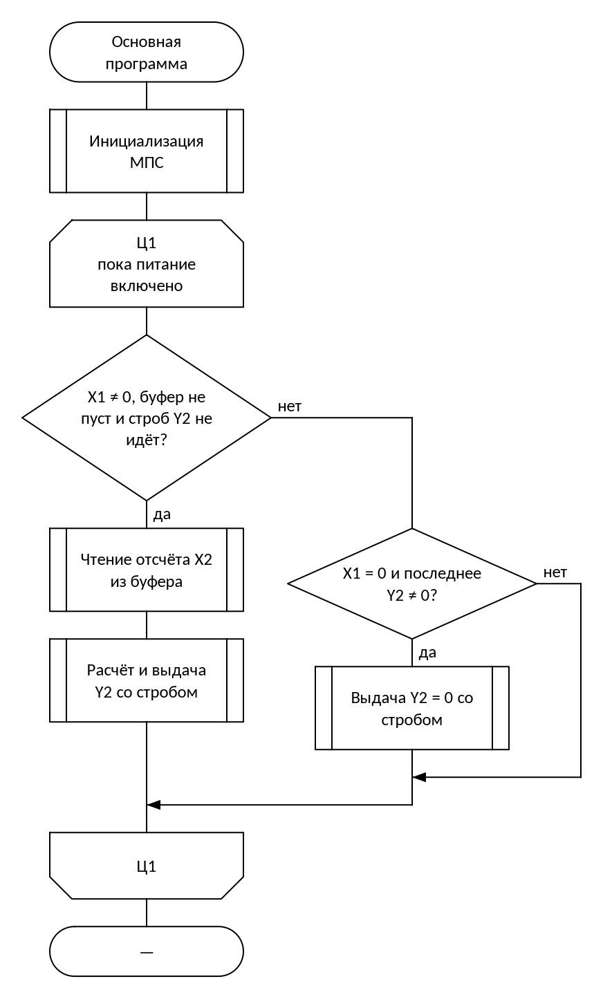 Основная
программа
Инициализация
МПС
Ц1
пока питание
включено
X1 ≠ 0, буфер не
пуст и строб Y2 не
идёт?
нет
да
Чтение отсчёта X2
из буфера
X1 = 0 и последнее
Y2 ≠ 0?
нет
да
Расчёт и выдача
Y2 со стробом
Выдача Y2 = 0 со
стробом
Ц1
—